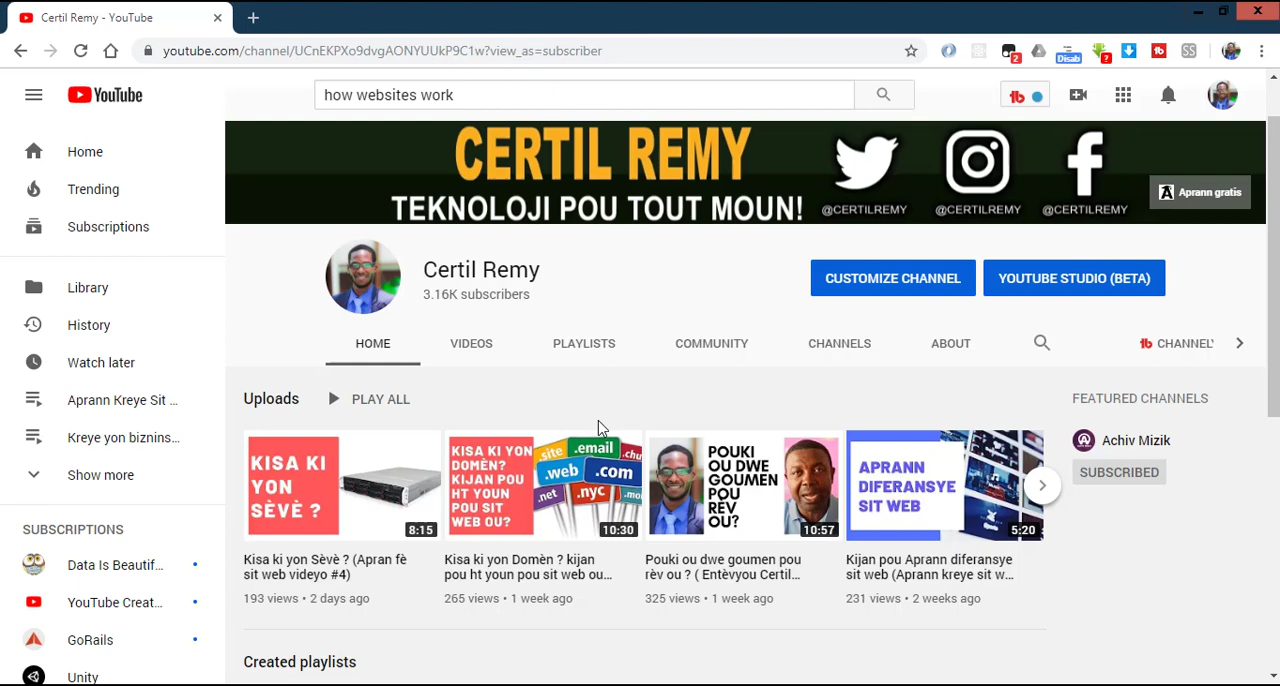 Certil Remy - YouTube
youtube.com/channel/UCnEKPXo9dvgAONYUUkP9C1w?view_as=subscriber
2
Disab
?
tb
SS
YouTube
how websites work
tb
Home
Trending
Subscriptions
Library
History
Watch later
Aprann Kreye Sit ...
Kreye yon biznins...
Show more
SUBSCRIPTIONS
Data Is Beautif...
YouTube Creat...
GoRails
Unity
CERTIL REMY
TEKNOLOJI POU TOUT MOUN!
@CERTILREMY
@CERTILREMY
@CERTILREMY
Aprann gratis
Certil Remy
3.16K subscribers
CUSTOMIZE CHANNEL
YOUTUBE STUDIO (BETA)
HOME
VIDEOS
PLAYLISTS
COMMUNITY
CHANNELS
ABOUT
tb CHANNEL'
Uploads
PLAY ALL
KISA KI
YON
SÈVÈ ?
8:15
Kisa ki yon Sèvè ? (Apran fè
sit web videyo #4)
193 views • 2 days ago
KISA KI YON
DOMÈN?
KIJAN POU
HT YOUN
POU SIT
WEB OU?
.site
.email
.chu
.web
.com
.net
.nyc
.mo
10:30
Kisa ki yon Domèn ? kijan
pou ht youn pou sit web ou...
265 views • 1 week ago
POUKI
OU DWE
GOUMEN
POU
RÈV
OU?
10:57
Pouki ou dwe goumen pou
rèv ou ? ( Entèvyou Certil...
325 views • 1 week ago
APRANN
DIFERANSYE
SIT WEB
5:20
Kijan pou Aprann diferansye
sit web (Aprann kreye sit w...
231 views • 2 weeks ago
FEATURED CHANNELS
Achiv Mizik
SUBSCRIBED
Created playlists